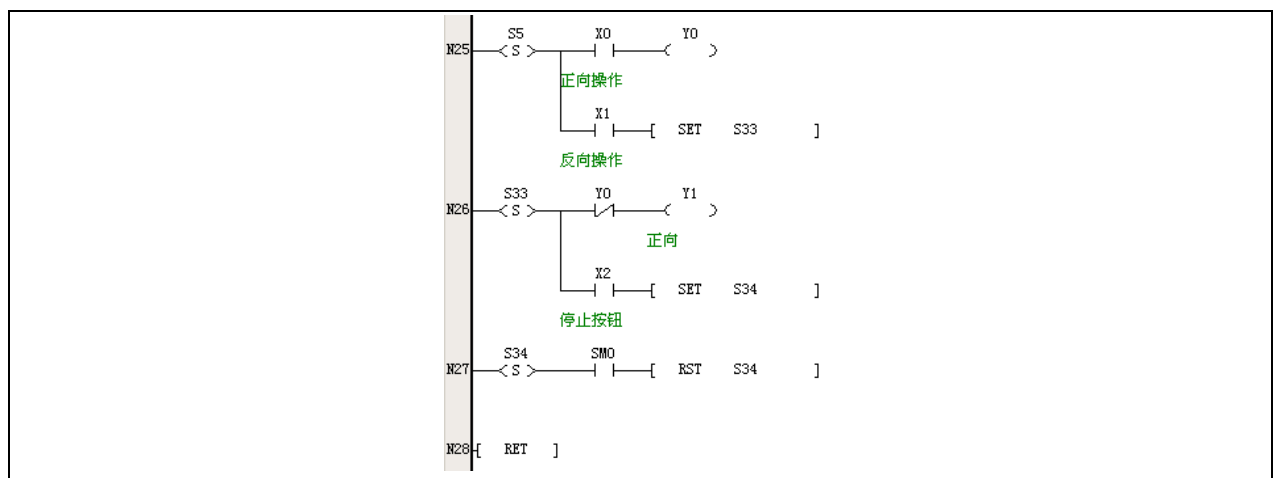 S5 X0 Y0
N25 S
正向操作
X1
[ SET S33 ]
反向操作
S33 Y0 Y1
N26 S
正向
X2
[ SET S34 ]
停止按钮
S34 SM0
N27 S [ RST S34 ]
N28 [ RET ]